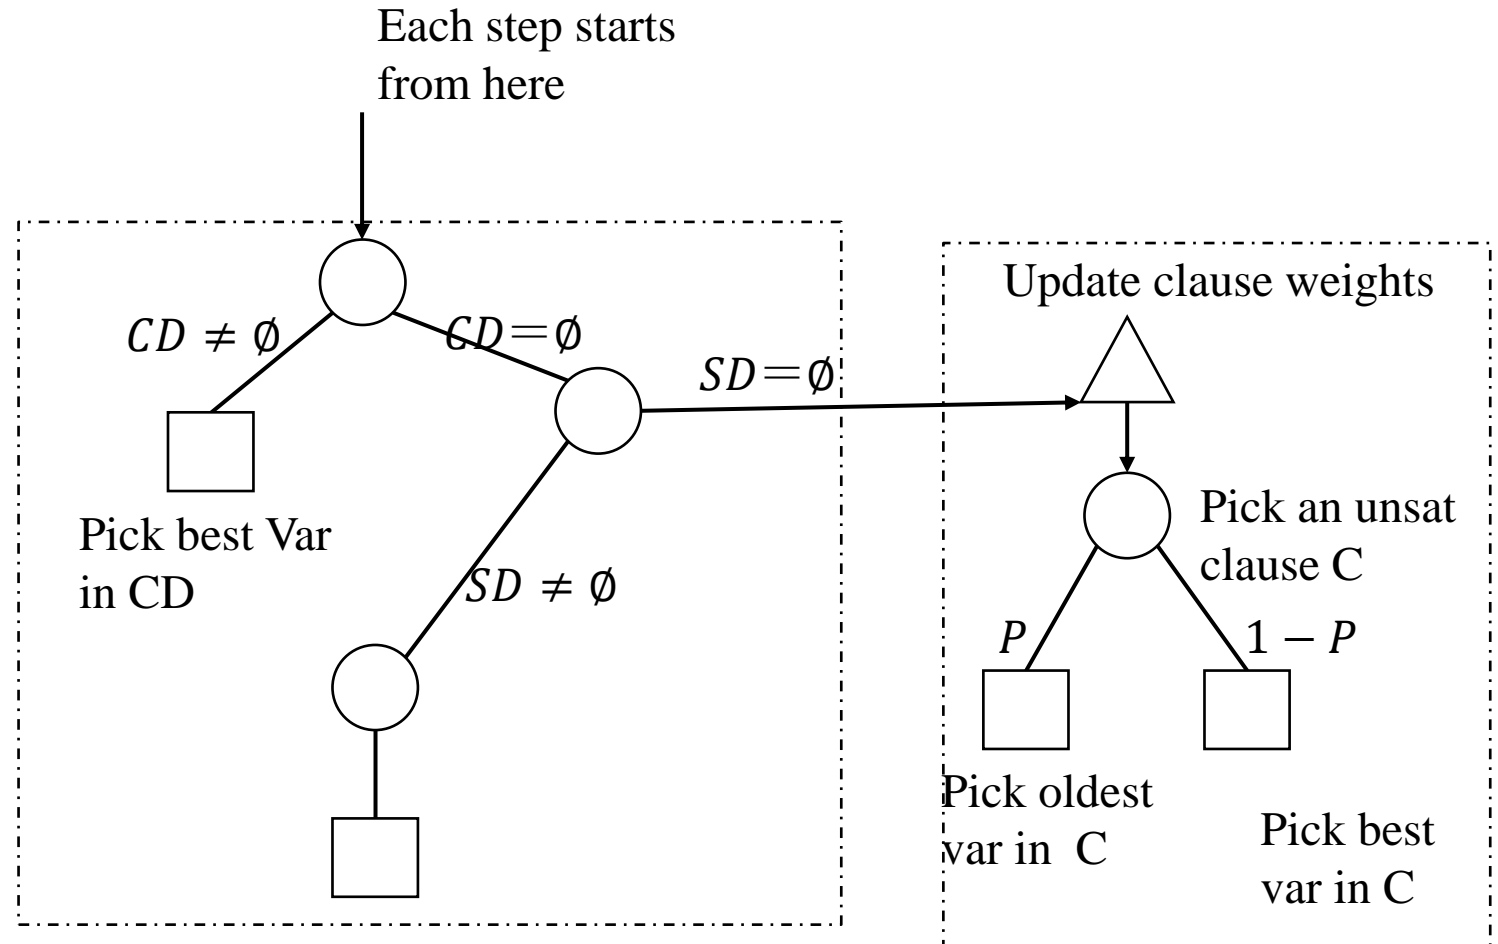 Each step starts
from here
CD ≠ ∅
CD=∅
SD=∅
Update clause weights
Pick best Var
in CD
SD ≠ ∅
Pick an unsat
clause C
P
1 − P
Pick oldest
var in C
Pick best
var in C